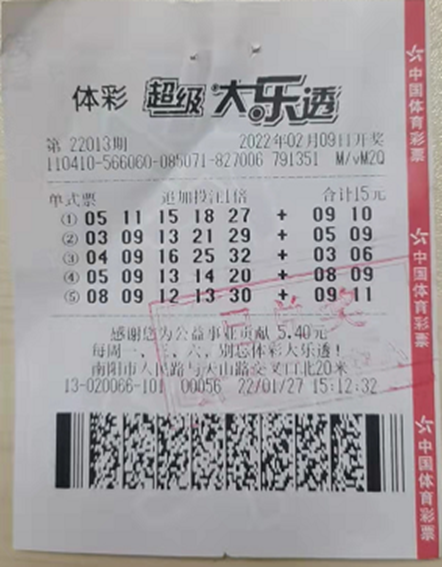 体彩 超级大乐透
第 22013期 2022年02月09日开奖
110410-566060-085071-827006 791351 M/vM2Q
单式票 追加投注1倍 合计15元
① 05 11 15 18 27 + 09 10
② 03 09 13 21 29 + 05 09
③ 04 09 16 25 32 + 03 06
④ 05 09 13 14 20 + 08 09
⑤ 08 09 12 13 30 + 09 11
已兑奖
感谢您为公益事业贡献 5.40元
每周一、三、六,别忘体彩大乐透!
南阳市人民路与天山路交叉口北20米
13-020066-101 00056 22/01/27 15:12:32
中国体育彩票
中国体育彩票
中国体育彩票